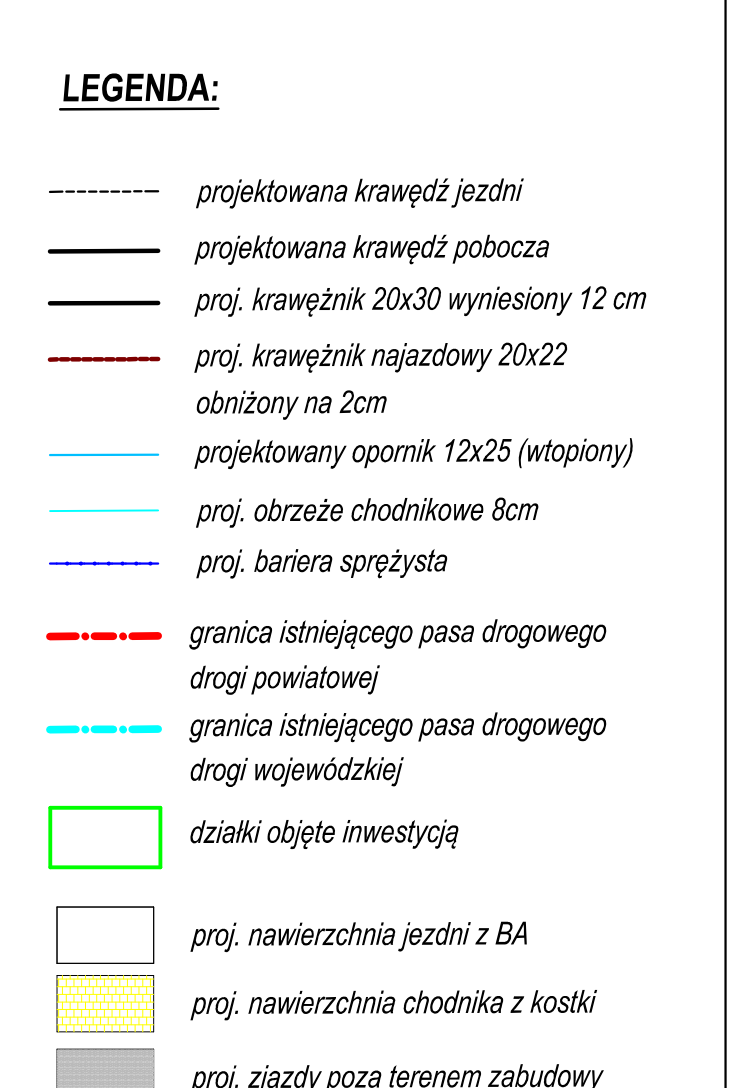 LEGENDA:
projektowana krawędź jezdni
projektowana krawędź pobocza
proj. krawężnik 20x30 wyniesiony 12 cm
proj. krawężnik najazdowy 20x22
obniżony na 2cm
projektowany opornik 12x25 (wtopiony)
proj. obrzeże chodnikowe 8cm
proj. bariera sprężysta
granica istniejącego pasa drogowego
drogi powiatowej
granica istniejącego pasa drogowego
drogi wojewódzkiej
działki objęte inwestycją
proj. nawierzchnia jezdni z BA
proj. nawierzchnia chodnika z kostki
proj. zjazdy poza terenem zabudowy